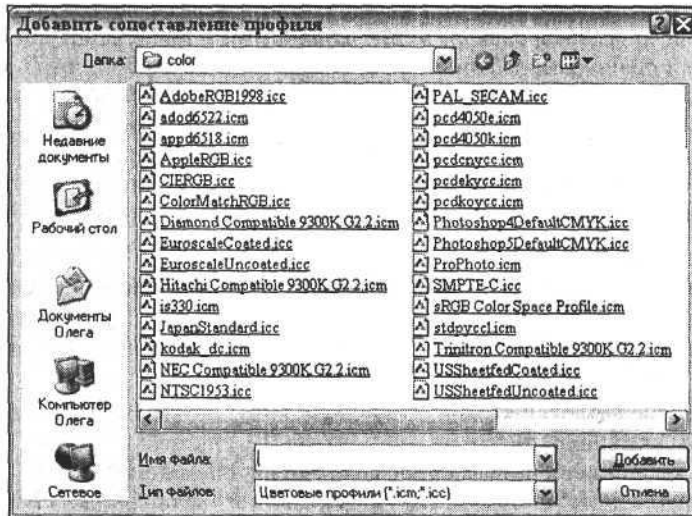 Добавить сопоставление профиля
Папка:
color
Недавние документы
Рабочий стол
Документы Олега
Компьютер Олега
Сетевое
AdobeRGB1998.icc
adod6522.icm
appd6518.icm
AppleRGB.icc
CIERGB.icc
ColorMatchRGB.icc
Diamond Compatible 9300K G2.2.icm
EuroscaleCoated.icc
EuroscaleUncoated.icc
Hitachi Compatible 9300K G2.2.icm
is330.icm
JapanStandard.icc
kodak_dc.icm
NEC Compatible 9300K G2.2.icm
NTSC1953.icc
PAL_SECAM.icc
pcd4050e.icm
pcd4050k.icm
pcdcnycc.icm
pcdekycc.icm
pcdkoycc.icm
Photoshop4DefaultCMYK.icc
Photoshop5DefaultCMYK.icc
ProPhoto.icm
SMPTE-C.icc
sRGB Color Space Profile.icm
stdpyccl.icm
Trinitron Compatible 9300K G2.2.icm
USSheetfedCoated.icc
USSheetfedUncoated.icc
Имя файла:
Добавить
Тип файлов:
Цветовые профили (*.icm;*.icc)
Отмена